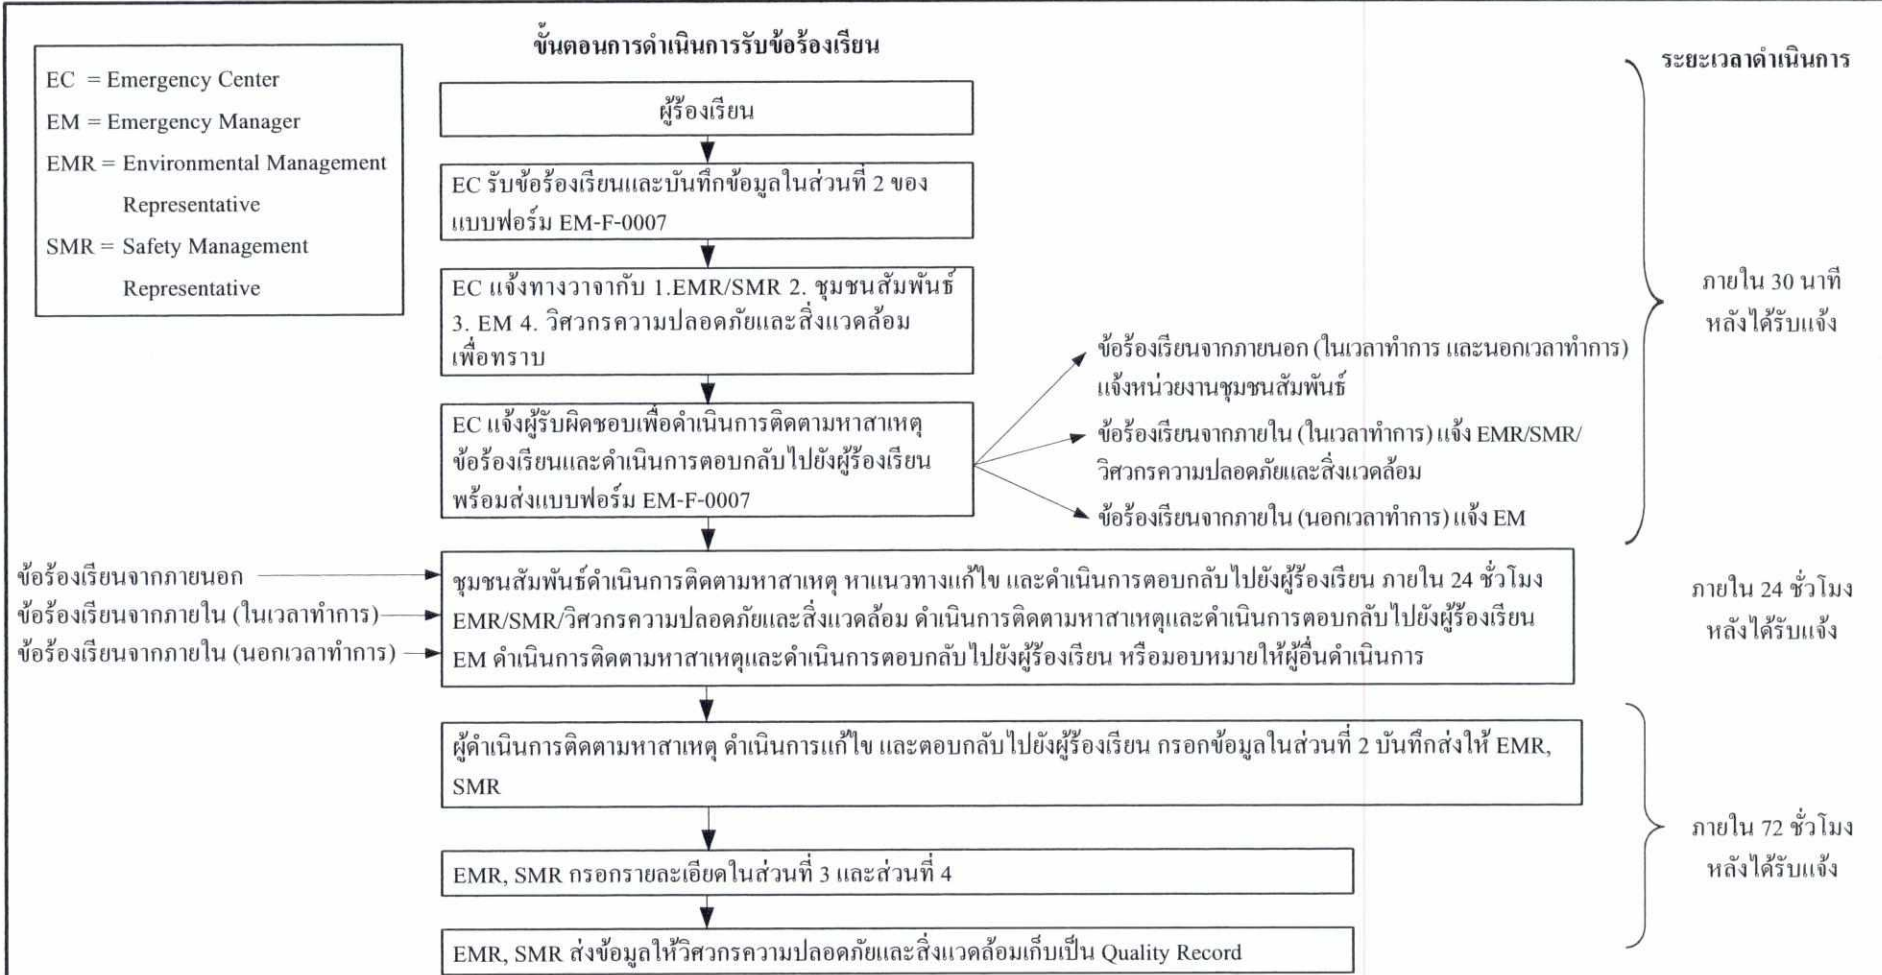 ขั้นตอนการดำเนินการรับข้อร้องเรียน
ระยะเวลาดำเนินการ
EC = Emergency Center
EM = Emergency Manager
EMR = Environmental Management
Representative
SMR = Safety Management
Representative
ผู้ร้องเรียน
EC รับข้อร้องเรียนและบันทึกข้อมูลในส่วนที่ 2 ของ
แบบฟอร์ม EM-F-0007
EC แจ้งทางวาจากับ 1.EMR/SMR 2. ชุมชนสัมพันธ์
3. EM 4. วิศวกรความปลอดภัยและสิ่งแวดล้อม
เพื่อทราบ
EC แจ้งผู้รับผิดชอบเพื่อดำเนินการติดตามหาสาเหตุ
ข้อร้องเรียนและดำเนินการตอบกลับไปยังผู้ร้องเรียน
พร้อมส่งแบบฟอร์ม EM-F-0007
ข้อร้องเรียนจากภายนอก (ในเวลาทำการ และนอกเวลาทำการ)
แจ้งหน่วยงานชุมชนสัมพันธ์
ข้อร้องเรียนจากภายใน (ในเวลาทำการ) แจ้ง EMR/SMR/
วิศวกรความปลอดภัยและสิ่งแวดล้อม
ข้อร้องเรียนจากภายใน (นอกเวลาทำการ) แจ้ง EM
ภายใน 30 นาที
หลังได้รับแจ้ง
ข้อร้องเรียนจากภายนอก
ข้อร้องเรียนจากภายใน (ในเวลาทำการ)
ข้อร้องเรียนจากภายใน (นอกเวลาทำการ)
ชุมชนสัมพันธ์ดำเนินการติดตามหาสาเหตุ หาแนวทางแก้ไข และดำเนินการตอบกลับไปยังผู้ร้องเรียน ภายใน 24 ชั่วโมง
EMR/SMR/วิศวกรความปลอดภัยและสิ่งแวดล้อม ดำเนินการติดตามหาสาเหตุและดำเนินการตอบกลับไปยังผู้ร้องเรียน
EM ดำเนินการติดตามหาสาเหตุและดำเนินการตอบกลับไปยังผู้ร้องเรียน หรือมอบหมายให้ผู้อื่นดำเนินการ
ภายใน 24 ชั่วโมง
หลังได้รับแจ้ง
ผู้ดำเนินการติดตามหาสาเหตุ ดำเนินการแก้ไข และตอบกลับไปยังผู้ร้องเรียน กรอกข้อมูลในส่วนที่ 2 บันทึกส่งให้ EMR,
SMR
EMR, SMR กรอกรายละเอียดในส่วนที่ 3 และส่วนที่ 4
EMR, SMR ส่งข้อมูลให้วิศวกรความปลอดภัยและสิ่งแวดล้อมเก็บเป็น Quality Record
ภายใน 72 ชั่วโมง
หลังได้รับแจ้ง